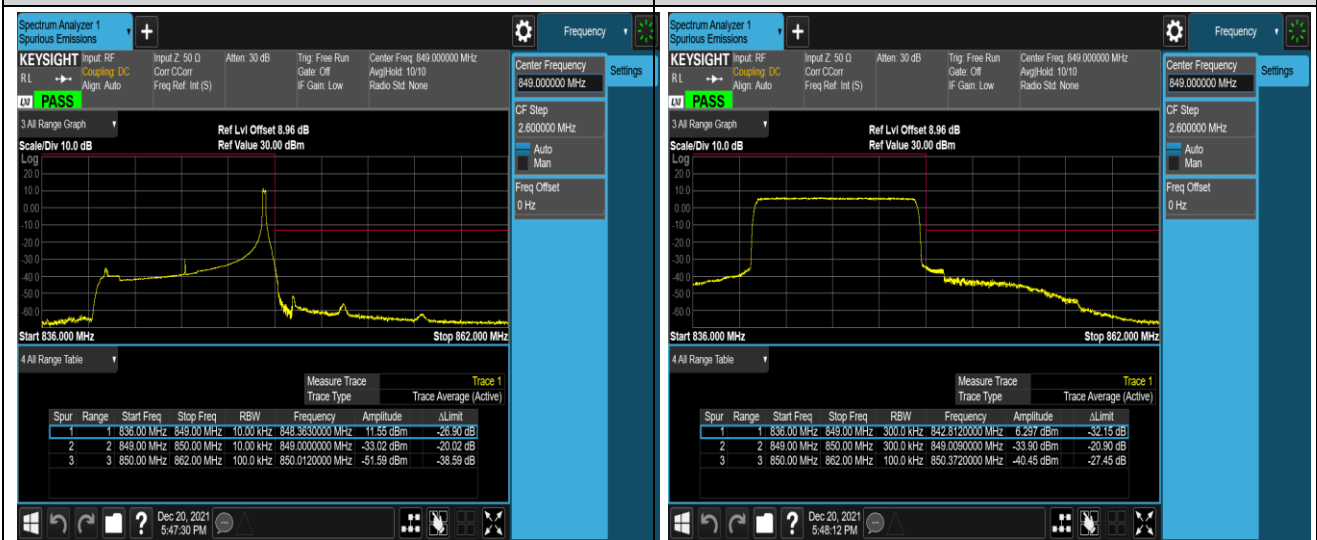 Spectrum Analyzer 1
Spurious Emissions
+
Frequency
KEYSIGHT Input: RF Input Z: 50 Ω Atten: 30 dB Trig: Free Run Center Freq: 849.000000 MHz
RL Coupling: DC Corr CCorr Gate: Off Avg|Hold: 10/10
Align: Auto Freq Ref: Int (S) IF Gain: Low Radio Std: None
LXI PASS
Center Frequency
849.000000 MHz
Settings
CF Step
2.600000 MHz
Auto
Man
Freq Offset
0 Hz
3 All Range Graph
Ref Lvl Offset 8.96 dB
Scale/Div 10.0 dB Ref Value 30.00 dBm
Log
20.0
10.0
0.00
-10.0
-20.0
-30.0
-40.0
-50.0
-60.0
Start 836.000 MHz Stop 862.000 MHz
4 All Range Table
Measure Trace Trace 1
Trace Type Trace Average (Active)
Spur Range Start Freq Stop Freq RBW Frequency Amplitude ΔLimit
1 1 836.00 MHz 849.00 MHz 10.00 kHz 848.3630000 MHz 11.55 dBm -26.90 dB
2 2 849.00 MHz 850.00 MHz 10.00 kHz 849.0000000 MHz -33.02 dBm -20.02 dB
3 3 850.00 MHz 862.00 MHz 100.0 kHz 850.0120000 MHz -51.59 dBm -38.59 dB
?
Dec 20, 2021
5:47:30 PM
Spectrum Analyzer 1
Spurious Emissions
+
Frequency
KEYSIGHT Input: RF Input Z: 50 Ω Atten: 30 dB Trig: Free Run Center Freq: 849.000000 MHz
RL Coupling: DC Corr CCorr Gate: Off Avg|Hold: 10/10
Align: Auto Freq Ref: Int (S) IF Gain: Low Radio Std: None
LXI PASS
Center Frequency
849.000000 MHz
Settings
CF Step
2.600000 MHz
Auto
Man
Freq Offset
0 Hz
3 All Range Graph
Ref Lvl Offset 8.96 dB
Scale/Div 10.0 dB Ref Value 30.00 dBm
Log
20.0
10.0
0.00
-10.0
-20.0
-30.0
-40.0
-50.0
-60.0
Start 836.000 MHz Stop 862.000 MHz
4 All Range Table
Measure Trace Trace 1
Trace Type Trace Average (Active)
Spur Range Start Freq Stop Freq RBW Frequency Amplitude ΔLimit
1 1 836.00 MHz 849.00 MHz 300.0 kHz 842.8120000 MHz 6.297 dBm -32.15 dB
2 2 849.00 MHz 850.00 MHz 300.0 kHz 849.0090000 MHz -33.90 dBm -20.90 dB
3 3 850.00 MHz 862.00 MHz 100.0 kHz 850.3720000 MHz -40.45 dBm -27.45 dB
?
Dec 20, 2021
5:48:12 PM